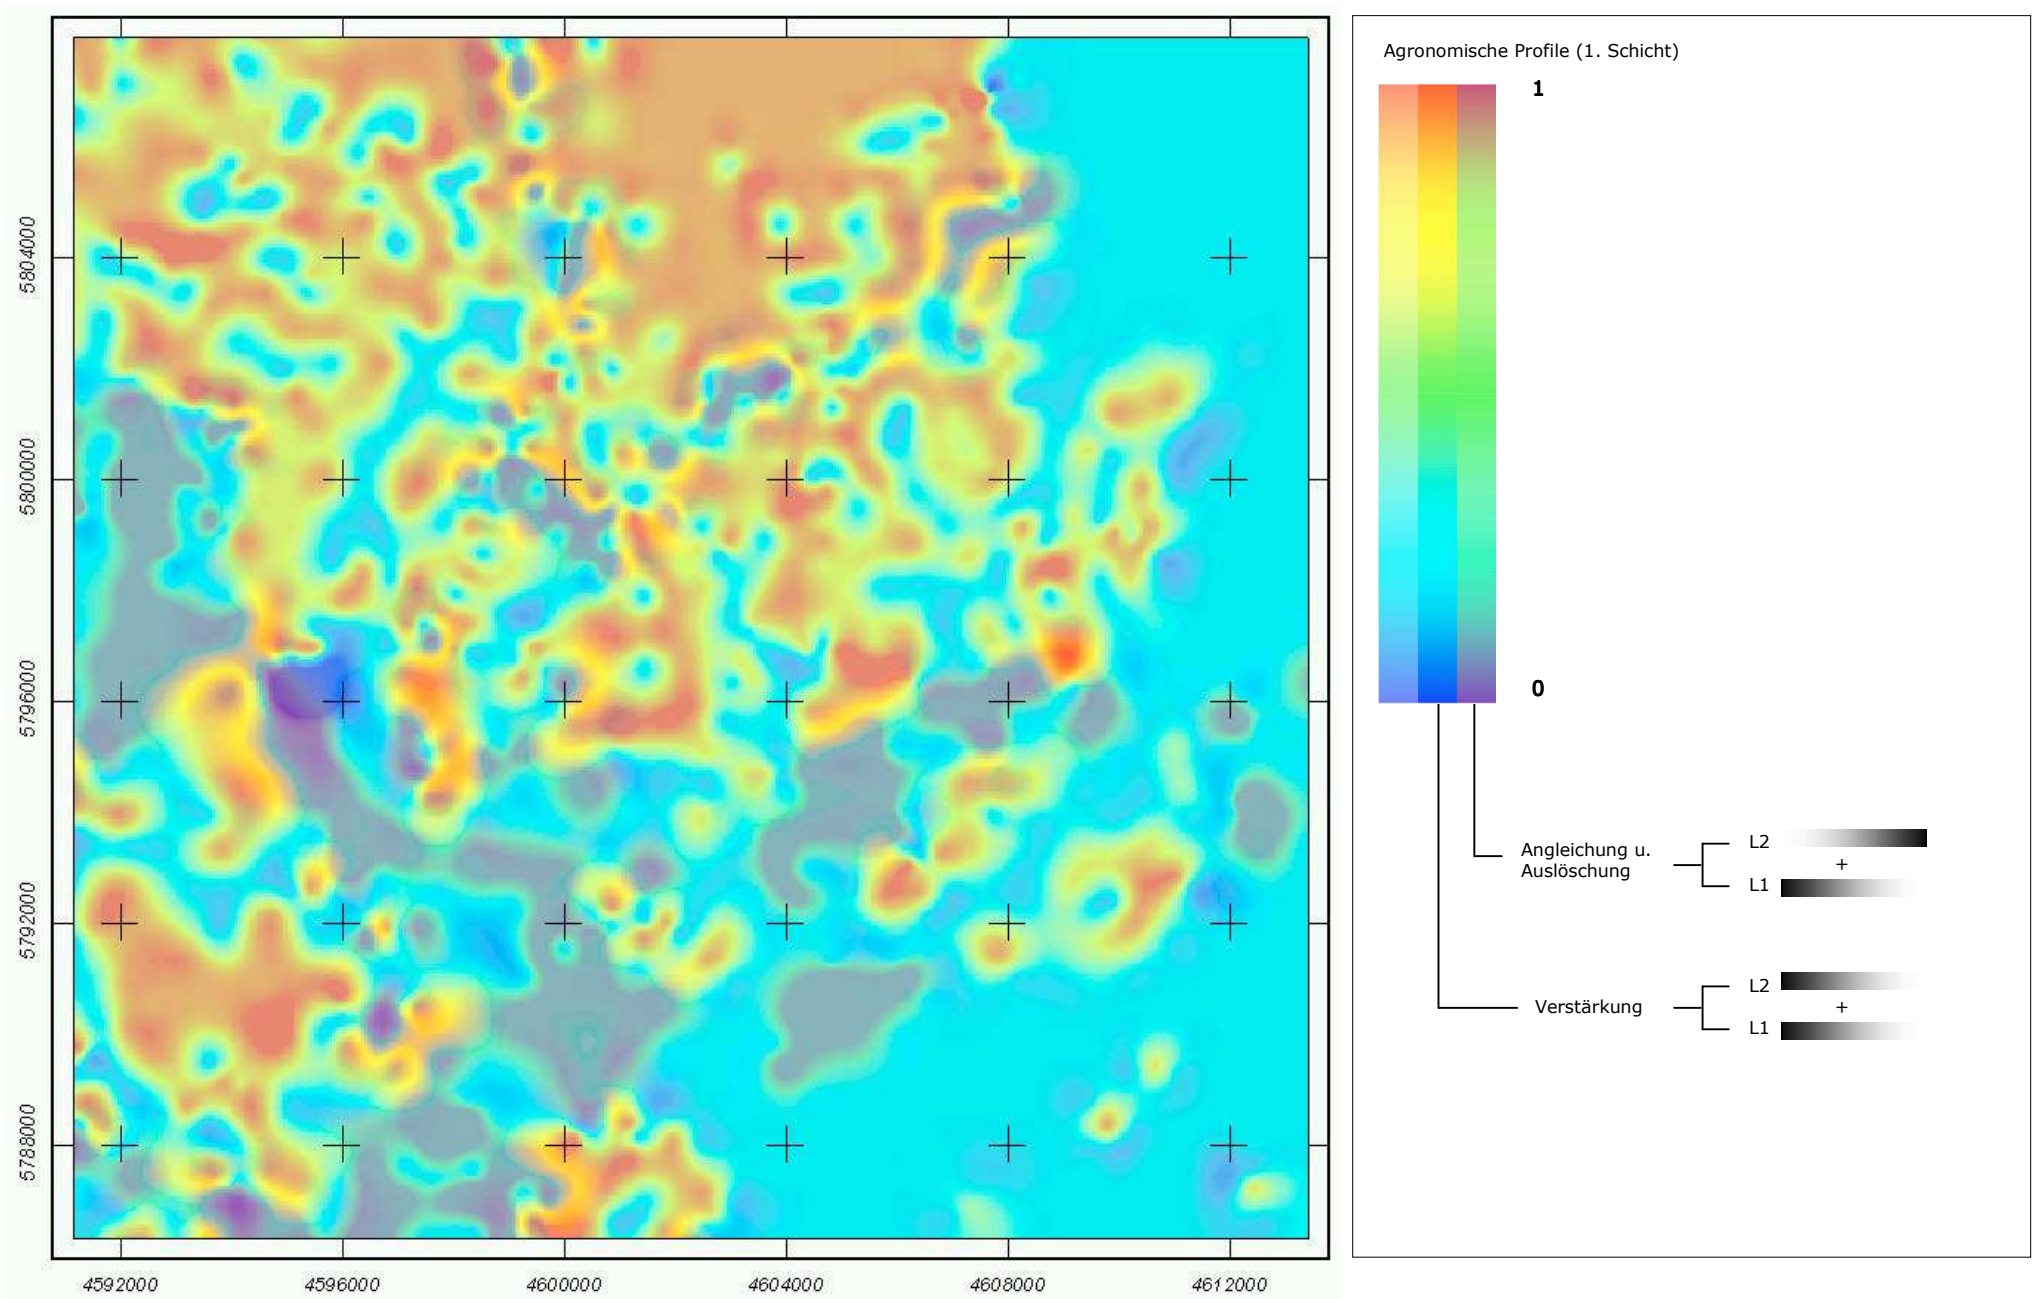 Agronomische Profile (1. Schicht)
1
0
Angleichung u.
Auslöschung
L2
+
L1
Verstärkung
L2
+
L1
5804000
5800000
5796000
5792000
5788000
4592000 4596000 4600000 4604000 4608000 4612000